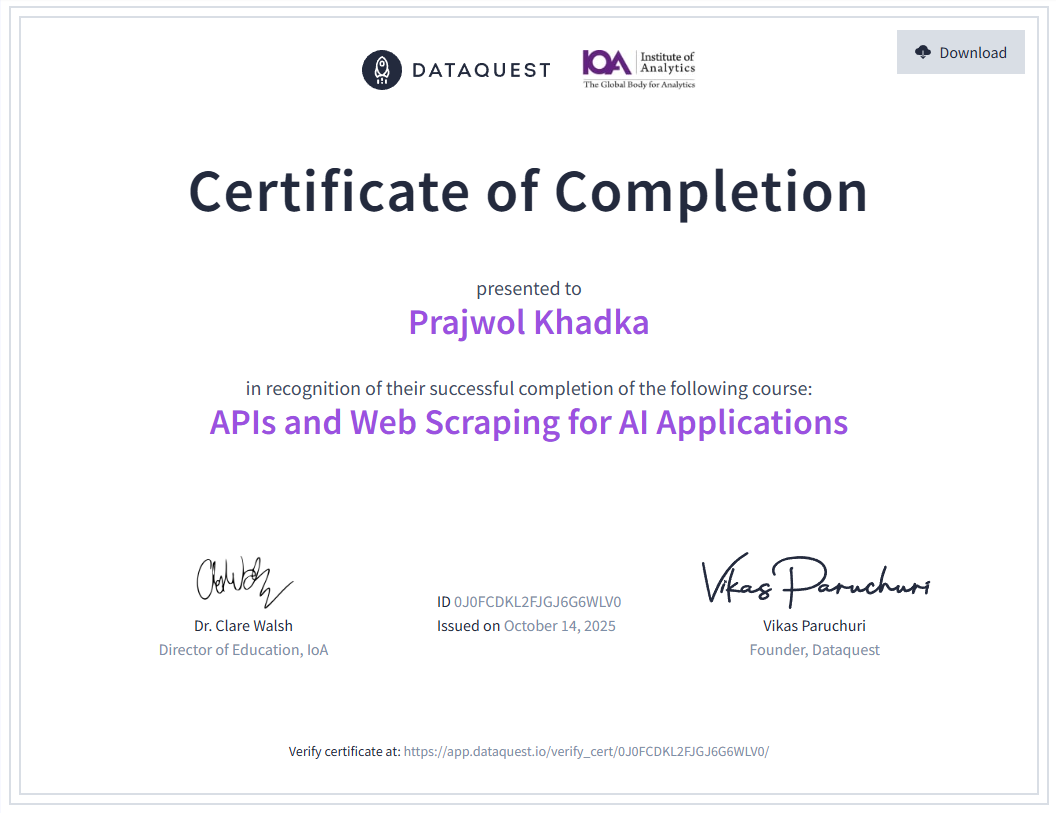 DATAQUEST
IOA Institute of
Analytics
The Global Body for Analytics
Download
Certificate of Completion
presented to
Prajwol Khadka
in recognition of their successful completion of the following course:
APIs and Web Scraping for AI Applications
Vikas Paruchuri
ID 0J0FCDKL2FJGJ6G6WLV0
Dr. Clare Walsh
Issued on October 14, 2025
Vikas Paruchuri
Director of Education, IoA
Founder, Dataquest
Verify certificate at: https://app.dataquest.io/verify_cert/0J0FCDKL2FJGJ6G6WLV0/